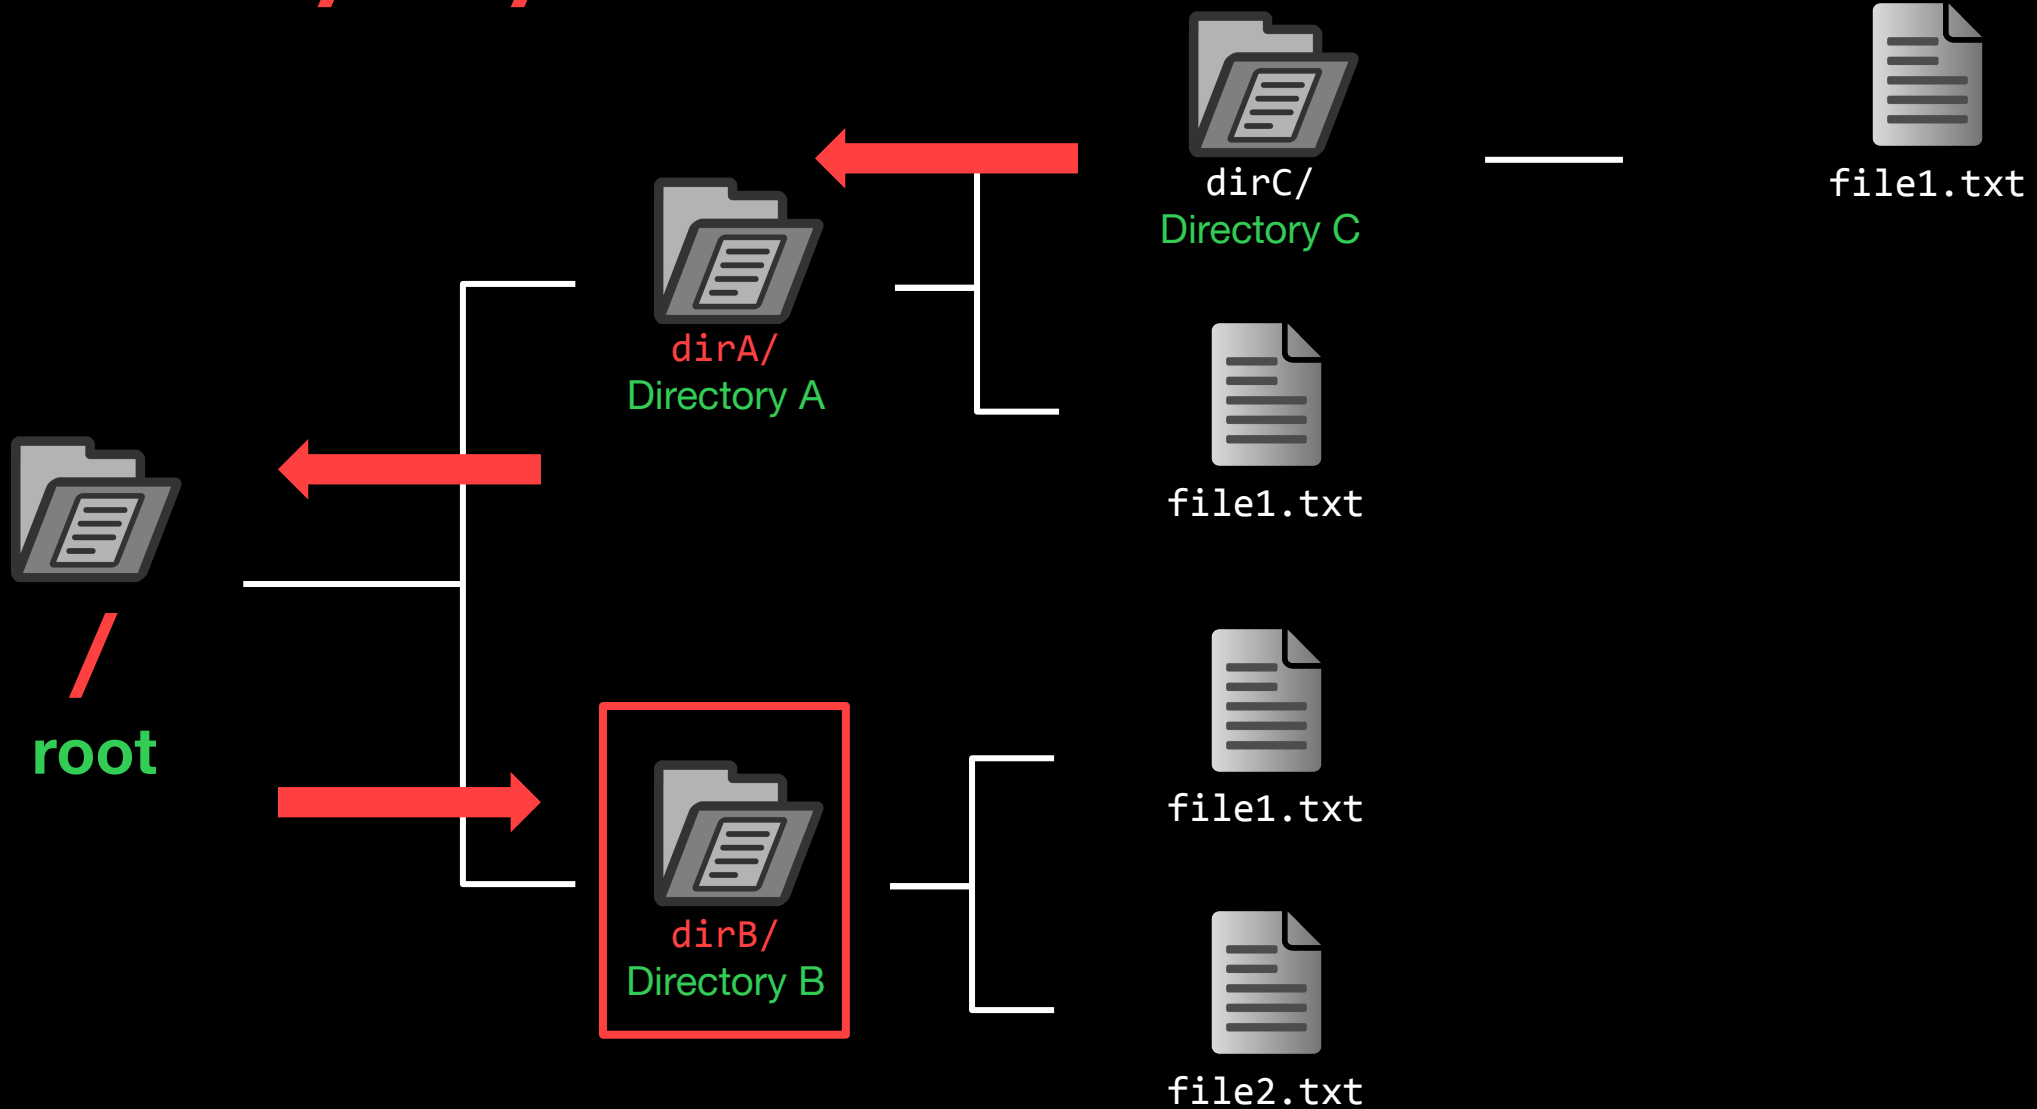 dirC/
Directory C
file1.txt
dirA/
Directory A
file1.txt
/
root
file1.txt
dirB/
Directory B
file2.txt